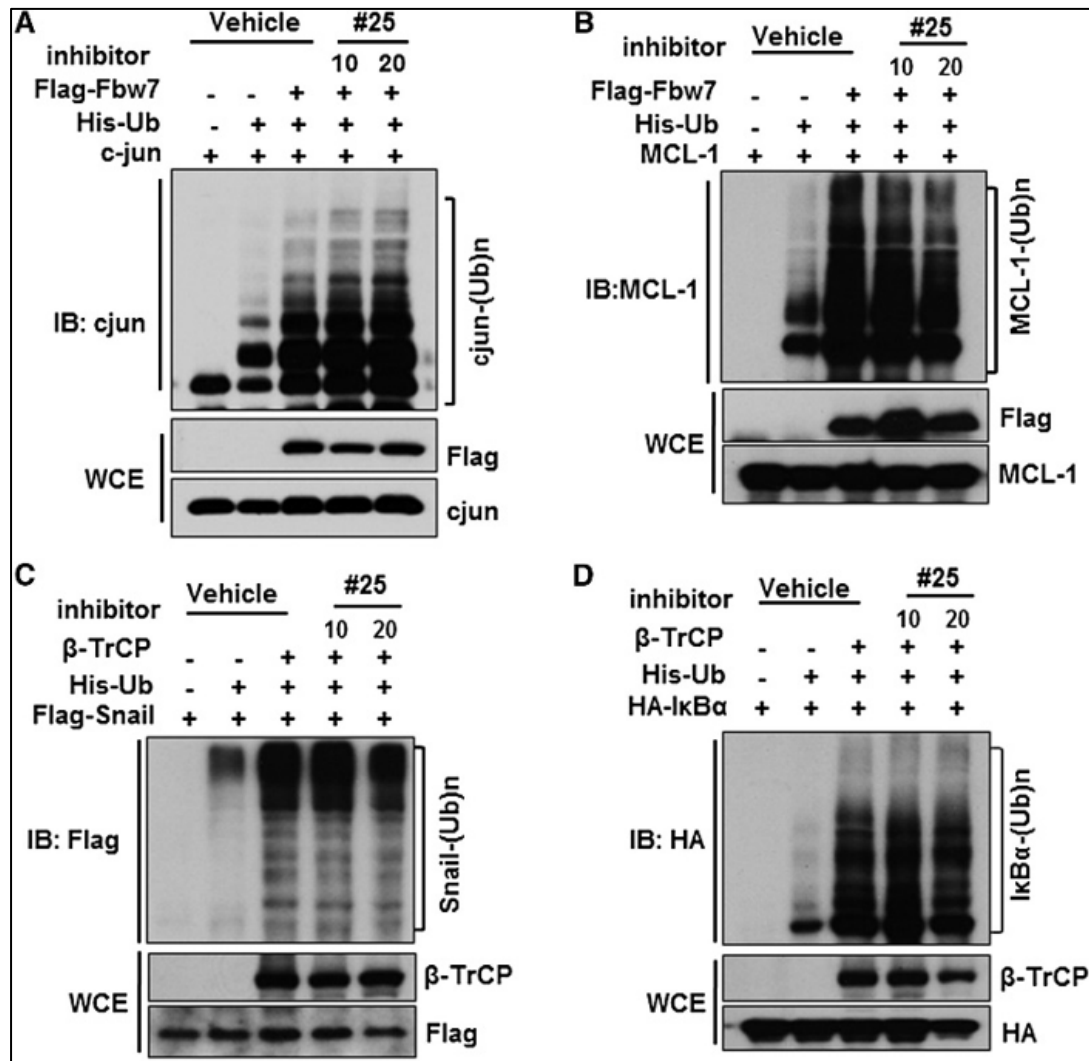 A
Vehicle #25
inhibitor 10 20
Flag-Fbw7 - - + + +
His-Ub - + + + +
c-jun + + + + +
IB: cjun
cjun-(Ub)n
WCE
Flag
cjun
B
Vehicle #25
inhibitor 10 20
Flag-Fbw7 - - + + +
His-Ub - + + + +
MCL-1 + + + + +
IB:MCL-1
MCL-1-(Ub)n
WCE
Flag
MCL-1
C
Vehicle #25
inhibitor 10 20
β-TrCP - - + + +
His-Ub - + + + +
Flag-Snail + + + + +
IB: Flag
Snail-(Ub)n
WCE
β-TrCP
Flag
D
Vehicle #25
inhibitor 10 20
β-TrCP - - + + +
His-Ub - + + + +
HA-IκBα + + + + +
IB: HA
IκBα-(Ub)n
WCE
β-TrCP
HA